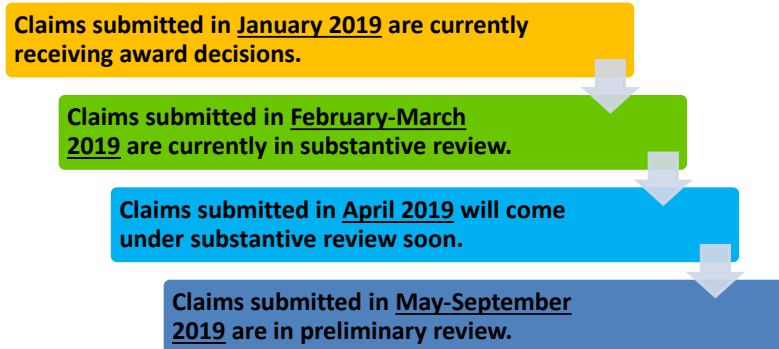 Claims submitted in January 2019 are currently
receiving award decisions.
Claims submitted in February-March
2019 are currently in substantive review.
Claims submitted in April 2019 will come
under substantive review soon.
Claims submitted in May-September
2019 are in preliminary review.